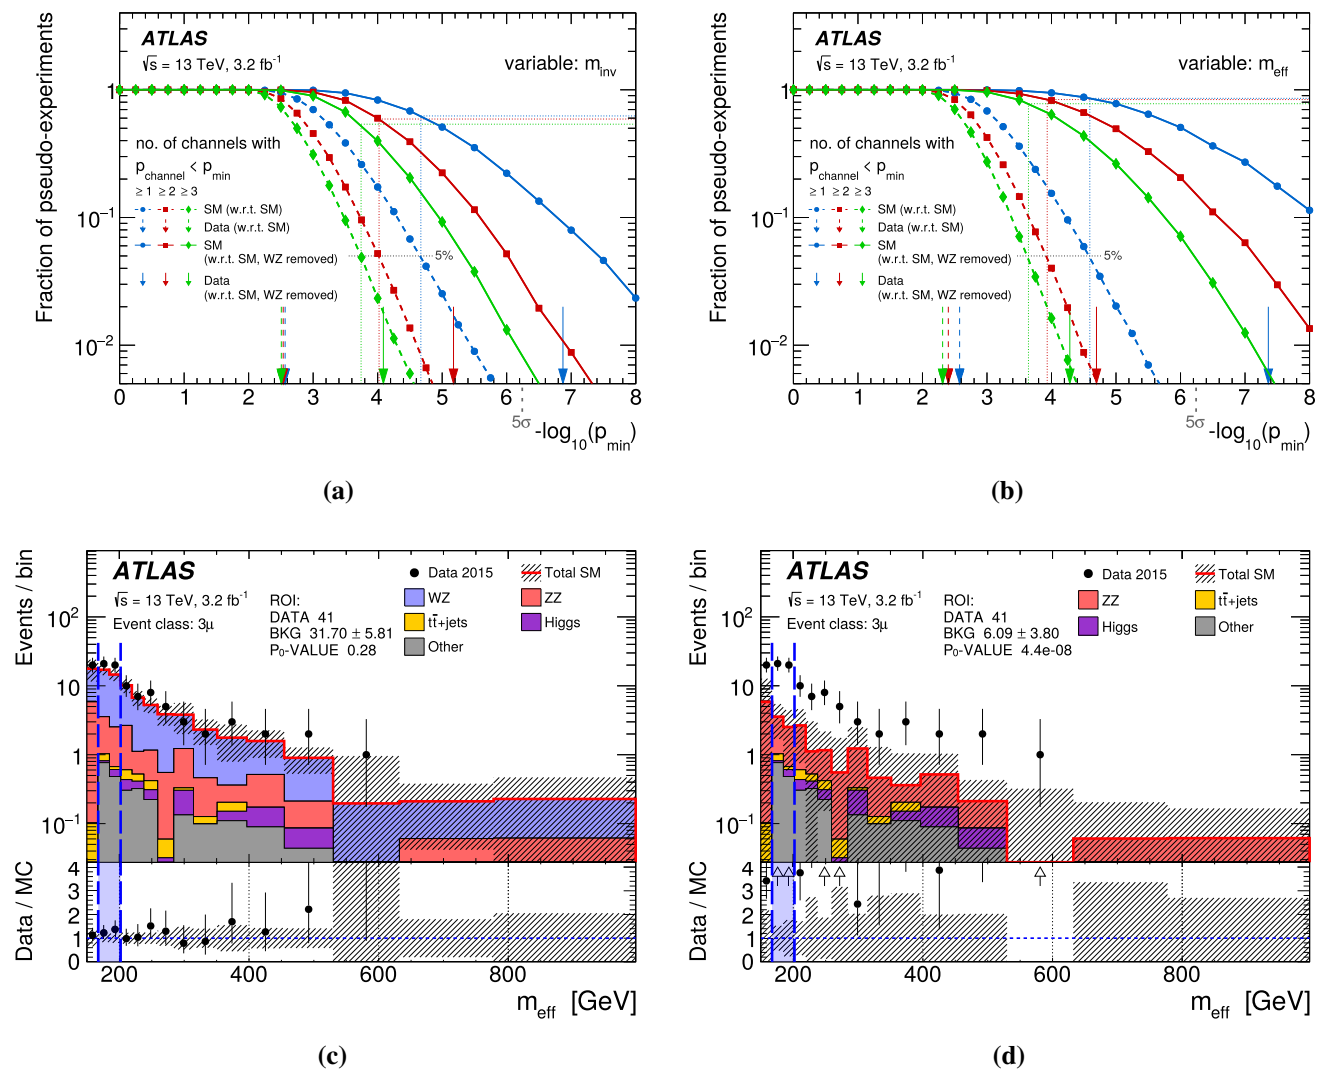 ATLAS
√s = 13 TeV, 3.2 fb⁻¹
variable: m_inv
Fraction of pseudo-experiments
1
10⁻¹
10⁻²
no. of channels with
p_channel < p_min
≥ 1 ≥ 2 ≥ 3
SM (w.r.t. SM)
Data (w.r.t. SM)
SM
(w.r.t. SM, WZ removed)
Data
(w.r.t. SM, WZ removed)
5%
0 1 2 3 4 5 6 7 8
5σ
-log₁₀(p_min)
(a)
ATLAS
√s = 13 TeV, 3.2 fb⁻¹
variable: m_eff
Fraction of pseudo-experiments
1
10⁻¹
10⁻²
no. of channels with
p_channel < p_min
≥ 1 ≥ 2 ≥ 3
SM (w.r.t. SM)
Data (w.r.t. SM)
SM
(w.r.t. SM, WZ removed)
Data
(w.r.t. SM, WZ removed)
5%
0 1 2 3 4 5 6 7 8
5σ
-log₁₀(p_min)
(b)
ATLAS
√s = 13 TeV, 3.2 fb⁻¹
Event class: 3μ
ROI:
DATA 41
BKG 31.70 ± 5.81
P₀-VALUE 0.28
Data 2015
Total SM
WZ
ZZ
tt̄+jets
Higgs
Other
Events / bin
10²
10
1
10⁻¹
Data / MC
4
3
2
1
0
200 400 600 800
m_eff [GeV]
(c)
ATLAS
√s = 13 TeV, 3.2 fb⁻¹
Event class: 3μ
ROI:
DATA 41
BKG 6.09 ± 3.80
P₀-VALUE 4.4e-08
Data 2015
Total SM
ZZ
tt̄+jets
Higgs
Other
Events / bin
10²
10
1
10⁻¹
Data / MC
4
3
2
1
0
200 400 600 800
m_eff [GeV]
(d)